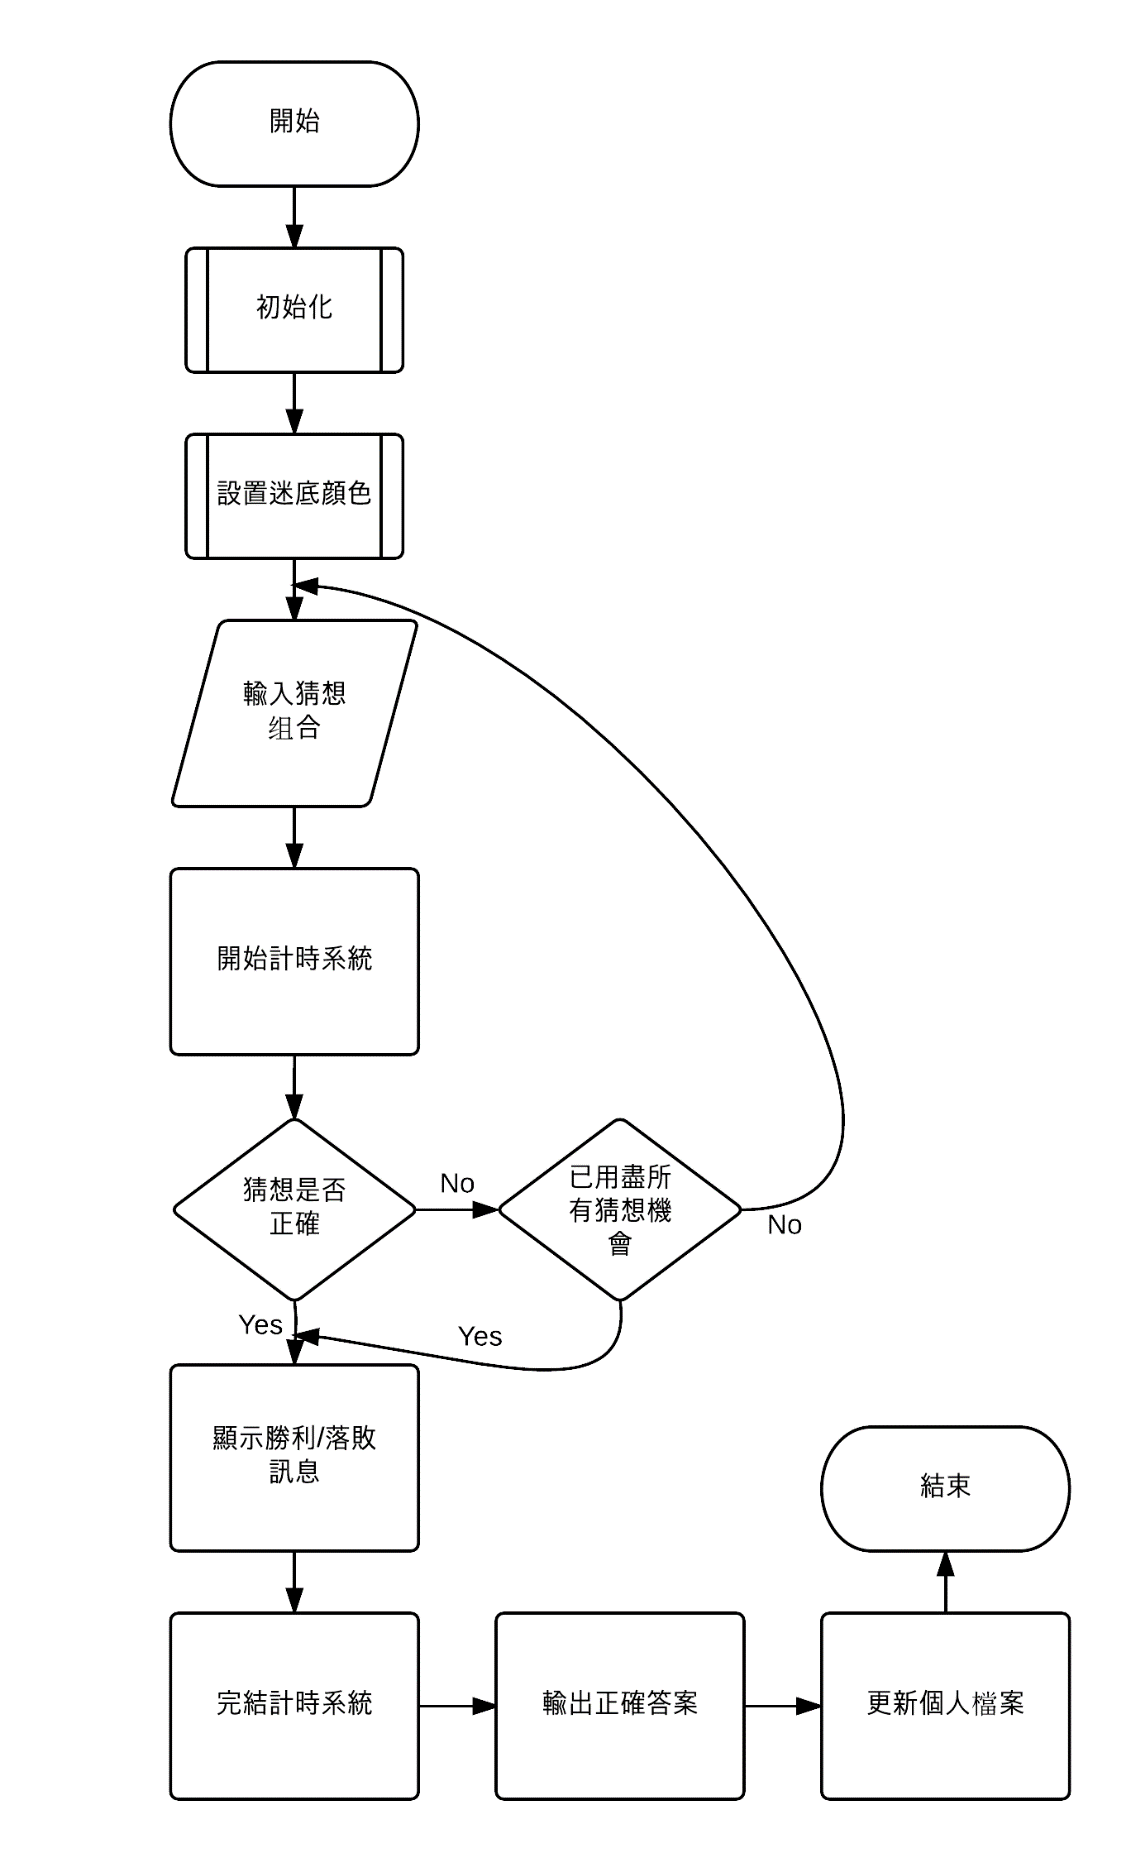 開始
初始化
設置迷底顏色
輸入猜想
组合
開始計時系統
猜想是否
正確
No
已用盡所
有猜想機
會
No
Yes
Yes
顯示勝利/落敗
訊息
完結計時系統
輸出正確答案
更新個人檔案
結束